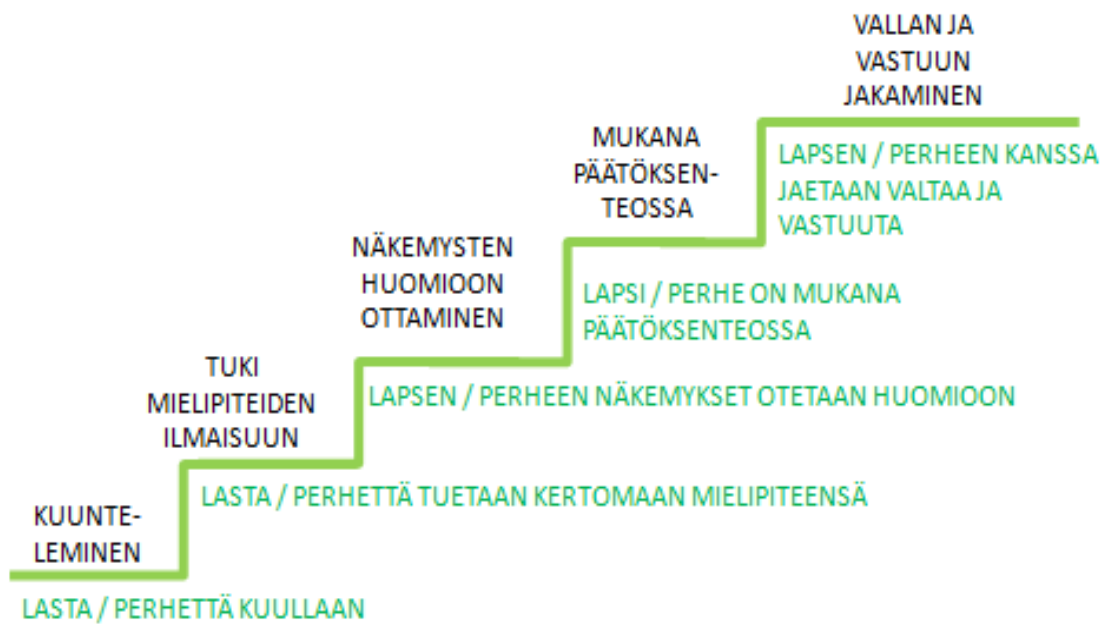 VALLAN JA
VASTUUN
JAKAMINEN
LAPSEN / PERHEEN KANSSA
JAETAAN VALTAA JA
VASTUUTA
MUKANA
PÄÄTÖKSEN-
TEOSSA
LAPSI / PERHE ON MUKANA
PÄÄTÖKSENTEOSSA
NÄKEMYSTEN
HUOMIOON
OTTAMINEN
LAPSEN / PERHEEN NÄKEMYKSET OTETAAN HUOMIOON
TUKI
MIELIPITEIDEN
ILMAISUUN
LASTA / PERHETTÄ TUETAAN KERTOMAAN MIELIPITEENSÄ
KUUNTE-
LEMINEN
LASTA / PERHETTÄ KUULLAAN